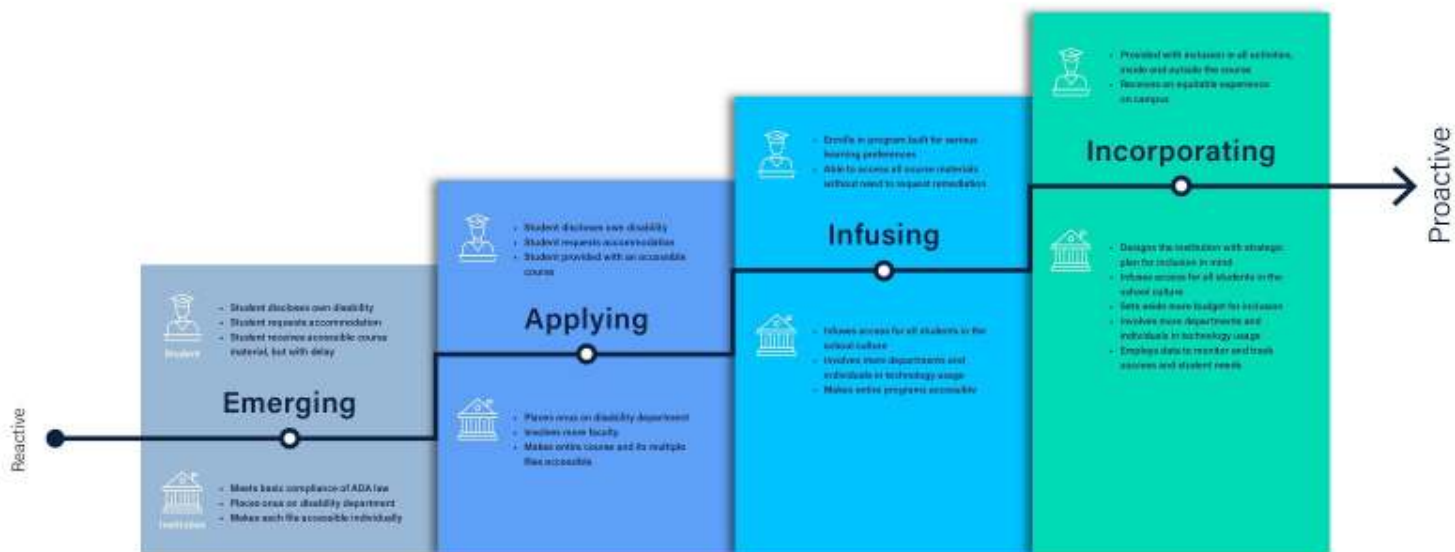 Reactive
Student
- Student discloses own disability
- Student requests accommodation
- Student receives accessible course
material, but with delay
Emerging
Institution
- Meets basic compliance of ADA law
- Places onus on disability department
- Makes each file accessible individually
• Student discloses own disability
• Student requests accommodation
• Student provided with an accessible
course
Applying
• Places onus on disability department
• Involves more faculty
• Makes entire course and its multiple
files accessible
• Enrolls in program built for various
learning preferences
• Able to access all course materials
without need to request remediation
Infusing
• Infuses access for all students in the
school culture
• Involves more departments and
individuals in technology usage
• Makes entire programs accessible
• Provided with inclusion in all activities,
inside and outside the course
• Receives an equitable experience
on campus
Incorporating
• Designs the institution with strategic
plan for inclusion in mind
• Infuses access for all students in the
school culture
• Sets aside more budget for inclusion
• Involves more departments and
individuals in technology usage
• Employs data to monitor and track
success and student needs
Proactive